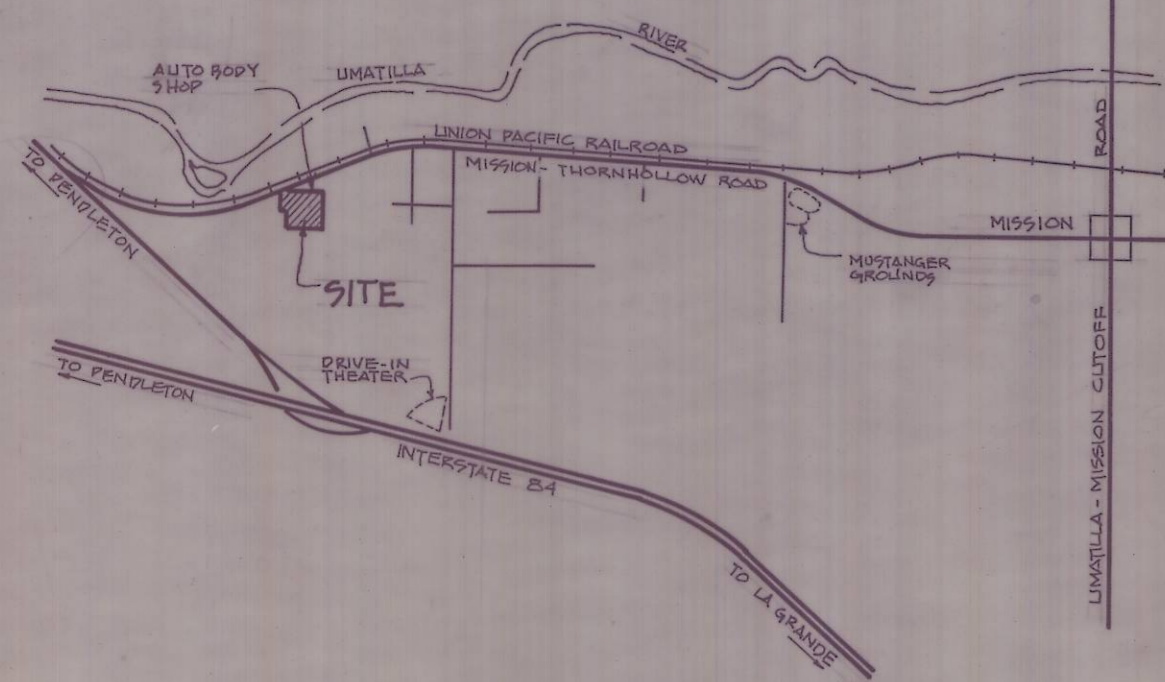 RIVER
AUTO BODY
SHOP
UMATILLA
UNION PACIFIC RAILROAD
MISSION - THORNHOLLOW ROAD
ROAD
TO PENDLETON
MISSION
MUSTANGER
GROUNDS
SITE
DRIVE-IN
THEATER
TO PENDLETON
INTERSTATE 84
UMATILLA - MISSION CUTOFF
TO LA GRANDE